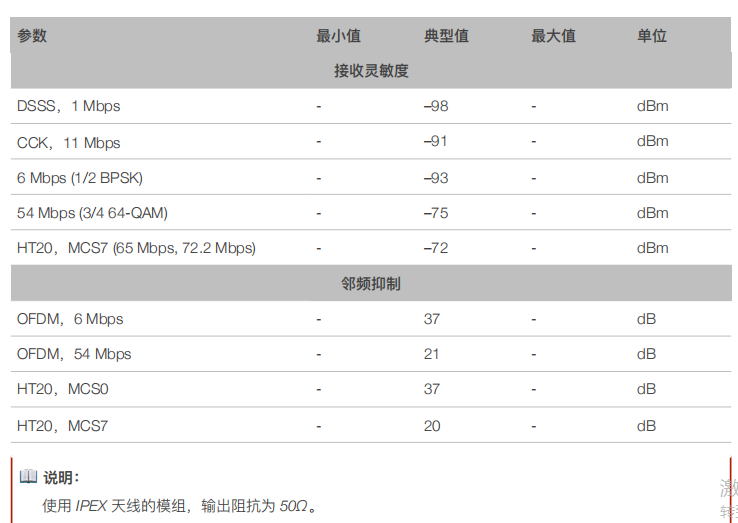 参数 最小值 典型值 最大值 单位
接收灵敏度
DSSS，1 Mbps - –98 - dBm
CCK，11 Mbps - –91 - dBm
6 Mbps (1/2 BPSK) - –93 - dBm
54 Mbps (3/4 64-QAM) - –75 - dBm
HT20，MCS7 (65 Mbps, 72.2 Mbps) - –72 - dBm
邻频抑制
OFDM，6 Mbps - 37 - dB
OFDM，54 Mbps - 21 - dB
HT20，MCS0 - 37 - dB
HT20，MCS7 - 20 - dB
说明：
使用 IPEX 天线的模组，输出阻抗为 50Ω。